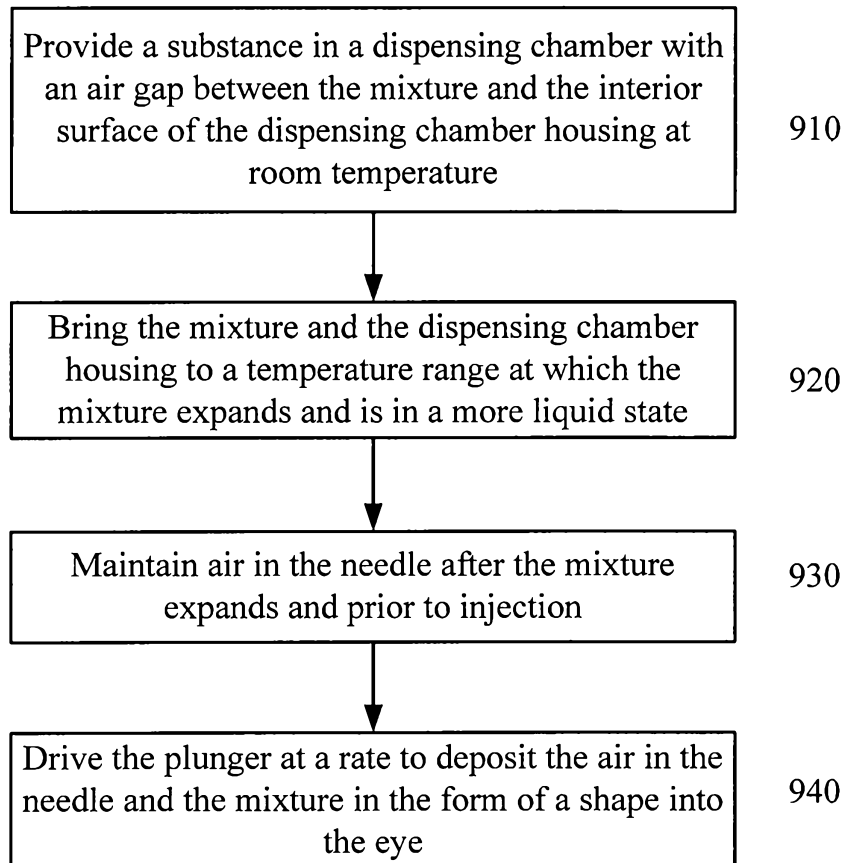 Provide a substance in a dispensing chamber with
an air gap between the mixture and the interior
surface of the dispensing chamber housing at
room temperature
910
Bring the mixture and the dispensing chamber
housing to a temperature range at which the
mixture expands and is in a more liquid state
920
Maintain air in the needle after the mixture
expands and prior to injection
930
Drive the plunger at a rate to deposit the air in the
needle and the mixture in the form of a shape into
the eye
940